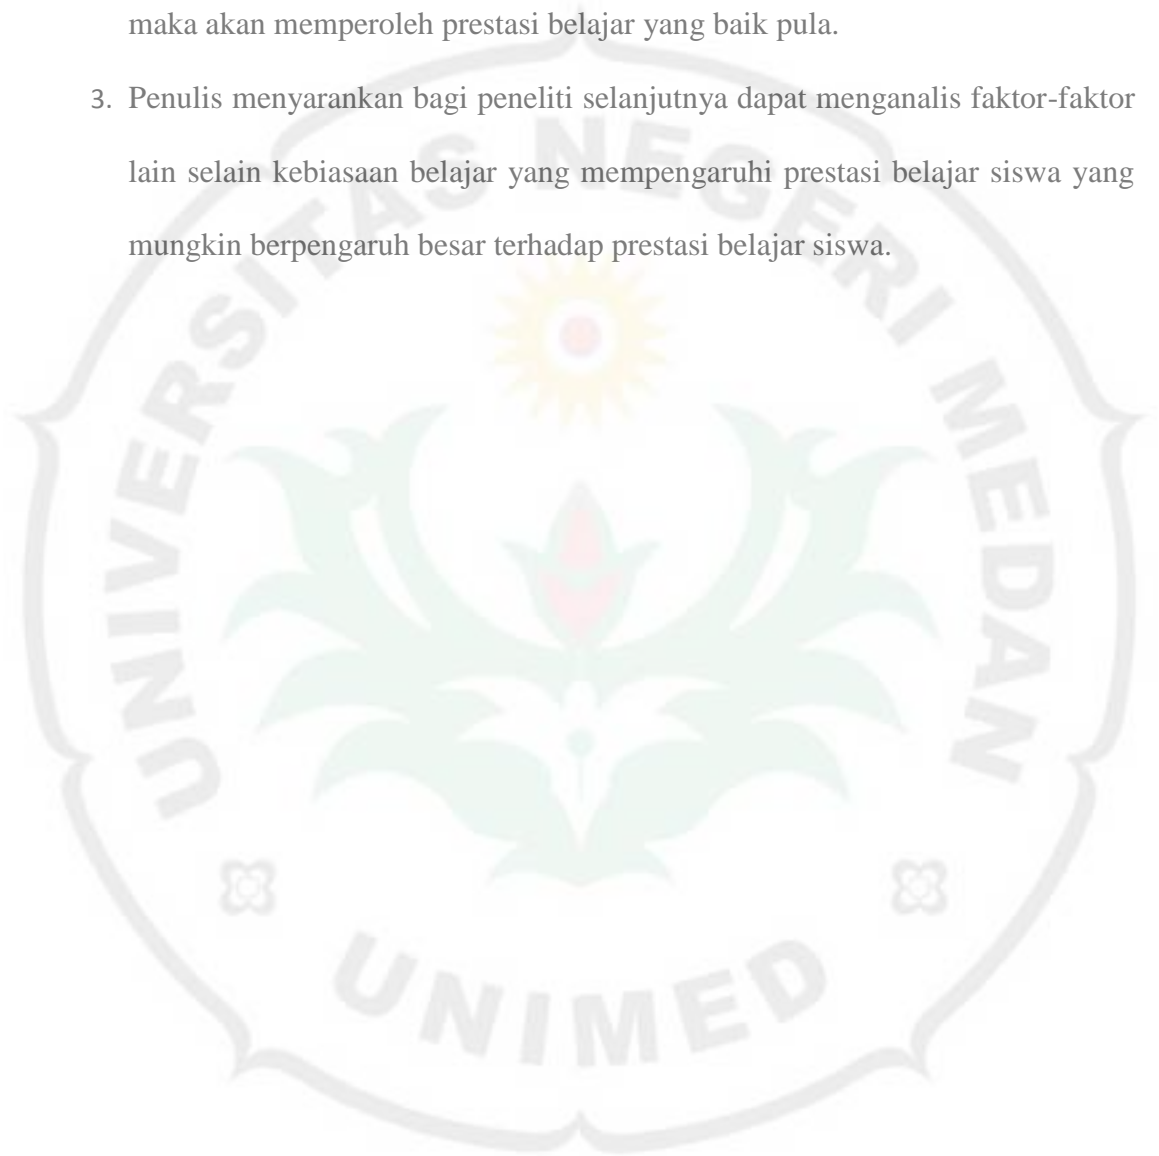 maka akan memperoleh prestasi belajar yang baik pula.
3. Penulis menyarankan bagi peneliti selanjutnya dapat menganalis faktor-faktor
lain selain kebiasaan belajar yang mempengaruhi prestasi belajar siswa yang
mungkin berpengaruh besar terhadap prestasi belajar siswa.
UNIVERSITAS NEGERI MEDAN
UNIMED